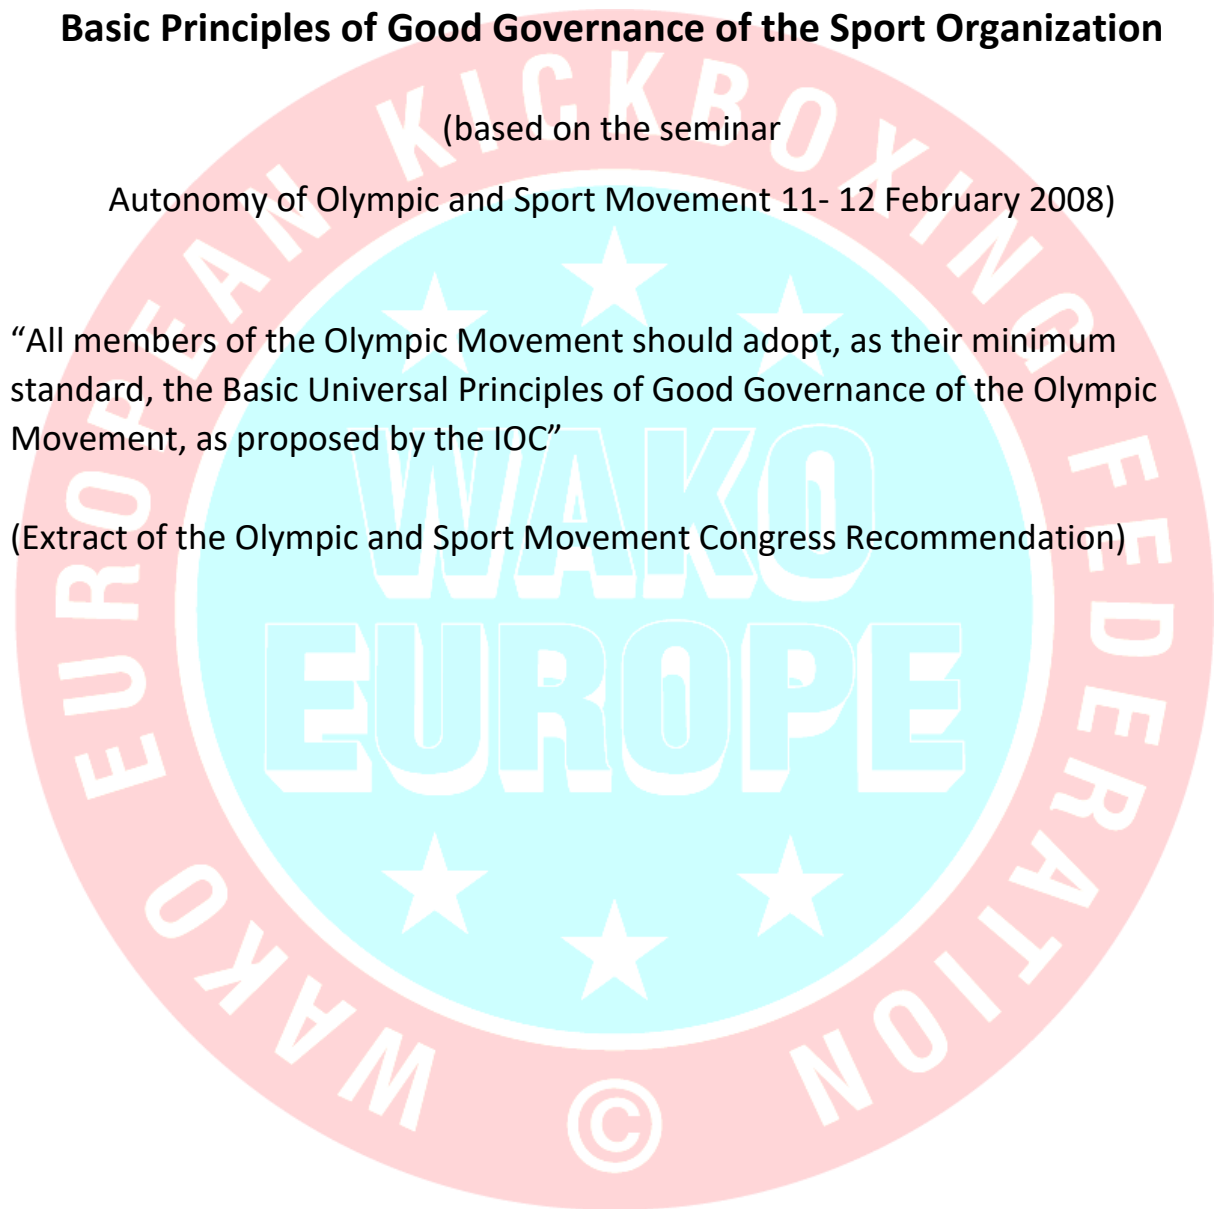 Basic Principles of Good Governance of the Sport Organization
(based on the seminar
Autonomy of Olympic and Sport Movement 11- 12 February 2008)
“All members of the Olympic Movement should adopt, as their minimum
standard, the Basic Universal Principles of Good Governance of the Olympic
Movement, as proposed by the IOC”
(Extract of the Olympic and Sport Movement Congress Recommendation)
WAKO EUROPEAN KICKBOXING FEDERATION
WAKO
EUROPE
©